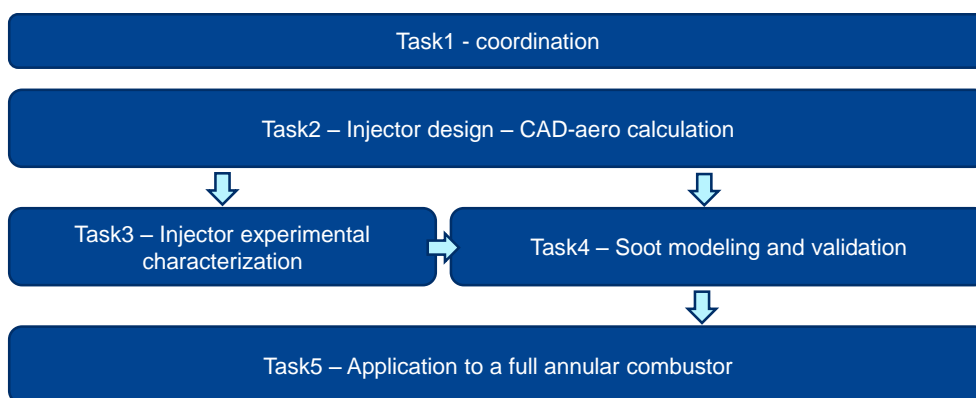 Task1 - coordination
Task2 – Injector design – CAD-aero calculation
Task3 – Injector experimental
characterization
Task4 – Soot modeling and validation
Task5 – Application to a full annular combustor